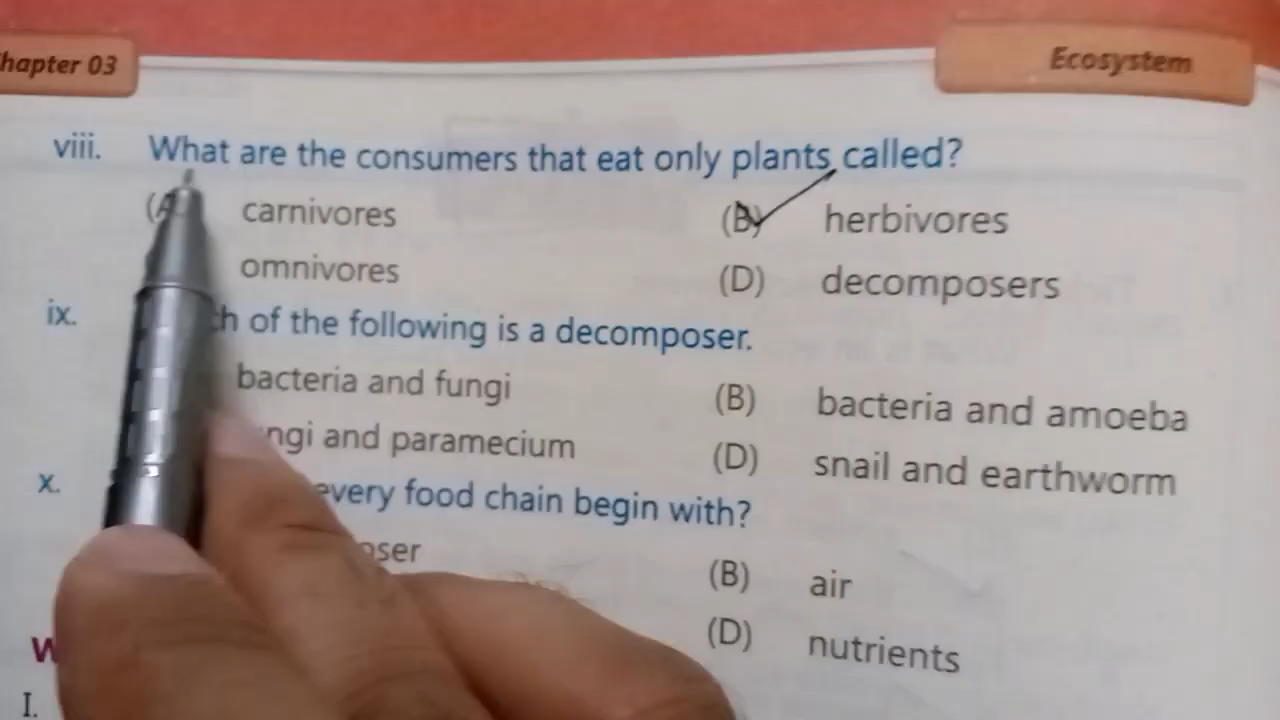 hapter 03
Ecosystem
viii. What are the consumers that eat only plants called?
(A) carnivores (B) herbivores
omnivores (D) decomposers
ix. of the following is a decomposer.
bacteria and fungi (B) bacteria and amoeba
and paramecium (D) snail and earthworm
x. every food chain begin with?
(B) air
(D) nutrients
I.